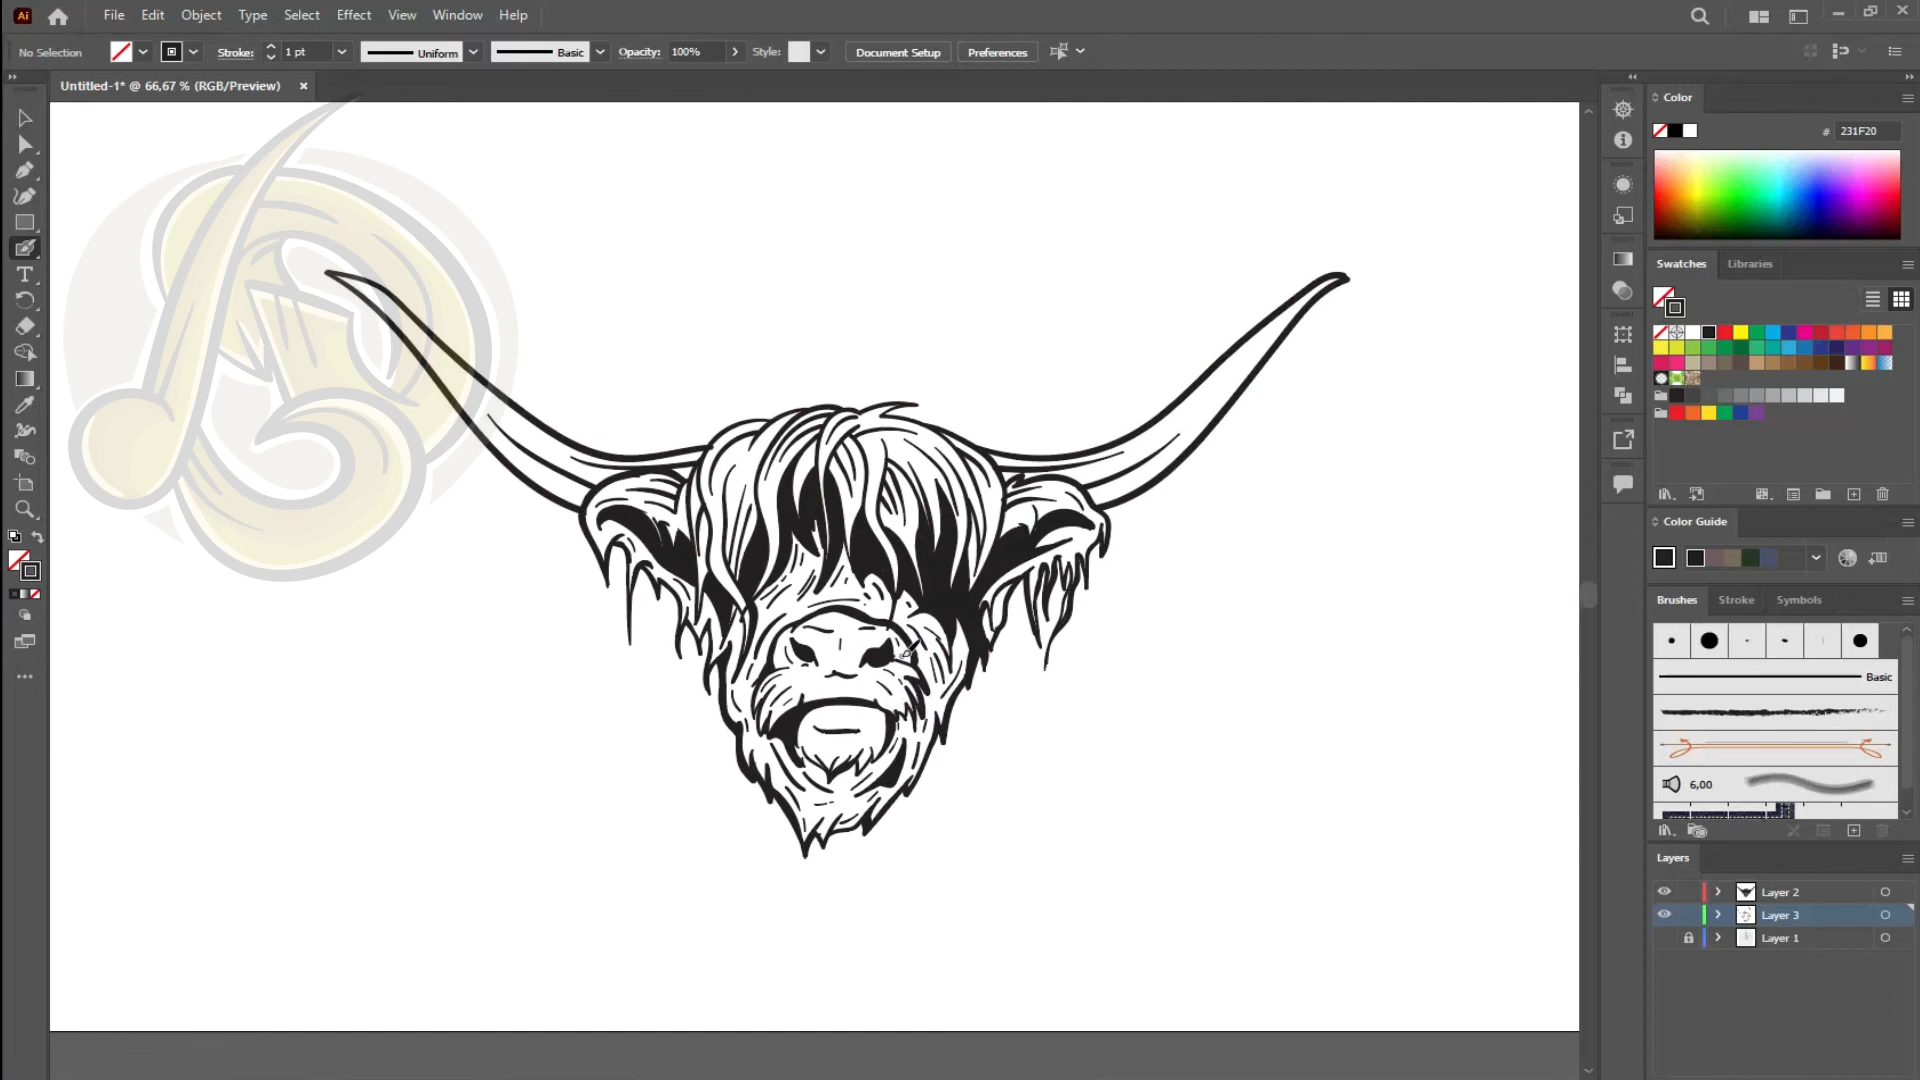 Ai File Edit Object Type Select Effect View Window Help
No Selection Stroke: 1 pt Uniform Basic Opacity: 100% Style: Document Setup Preferences
Untitled-1* @ 66,67 % (RGB/Preview)
Color
# 231F20
Swatches Libraries
Color Guide
Brushes Stroke Symbols
Basic
6,00
Layers
Layer 2
Layer 3
Layer 1